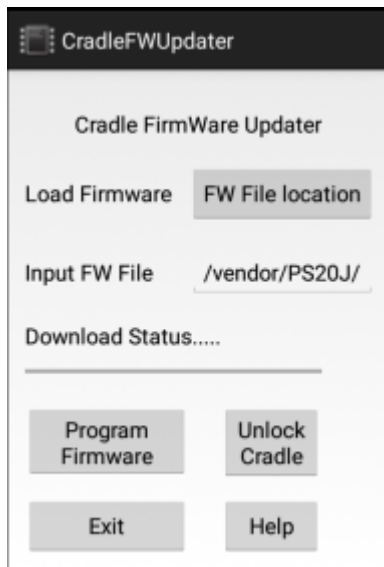 CradleFWUpdater
Cradle FirmWare Updater
Load Firmware FW File location
Input FW File /vendor/PS20J/
Download Status.....
Program Firmware
Unlock Cradle
Exit Help